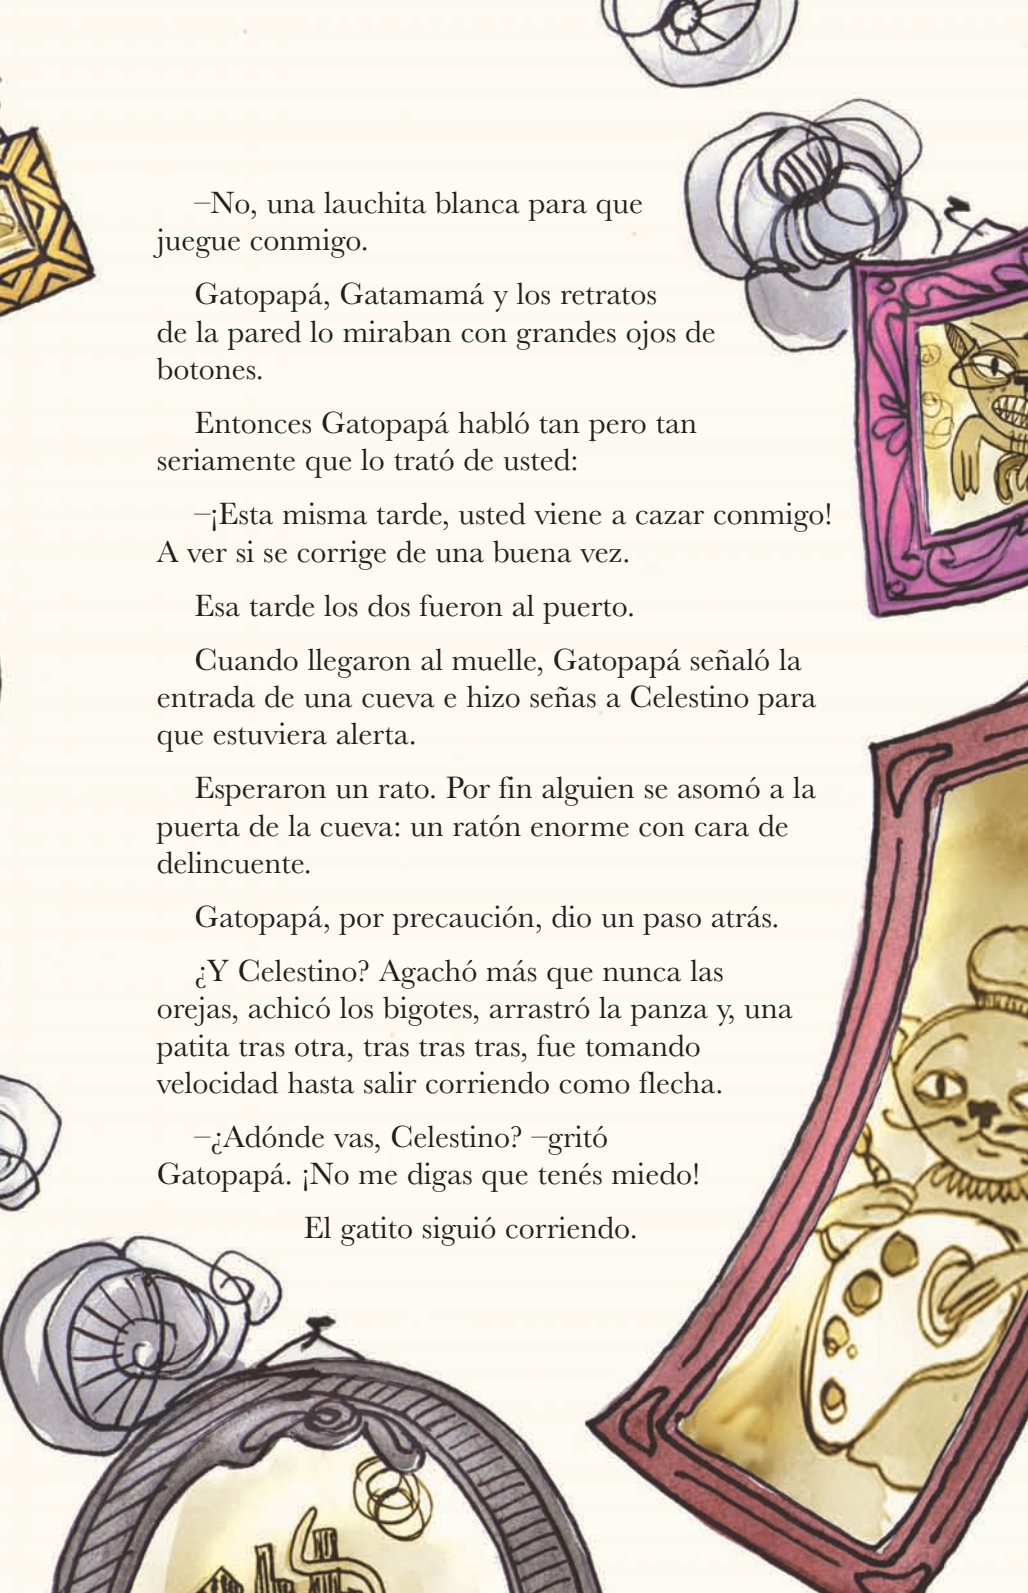 –No, una lauchita blanca para que
juegue conmigo.
Gatopapá, Gatamamá y los retratos
de la pared lo miraban con grandes ojos de
botones.
Entonces Gatopapá habló tan pero tan
seriamente que lo trató de usted:
–¡Esta misma tarde, usted viene a cazar conmigo!
A ver si se corrige de una buena vez.
Esa tarde los dos fueron al puerto.
Cuando llegaron al muelle, Gatopapá señaló la
entrada de una cueva e hizo señas a Celestino para
que estuviera alerta.
Esperaron un rato. Por fin alguien se asomó a la
puerta de la cueva: un ratón enorme con cara de
delincuente.
Gatopapá, por precaución, dio un paso atrás.
¿Y Celestino? Agachó más que nunca las
orejas, achicó los bigotes, arrastró la panza y, una
patita tras otra, tras tras tras, fue tomando
velocidad hasta salir corriendo como flecha.
–¿Adónde vas, Celestino? –gritó
Gatopapá. ¡No me digas que tenés miedo!
El gatito siguió corriendo.